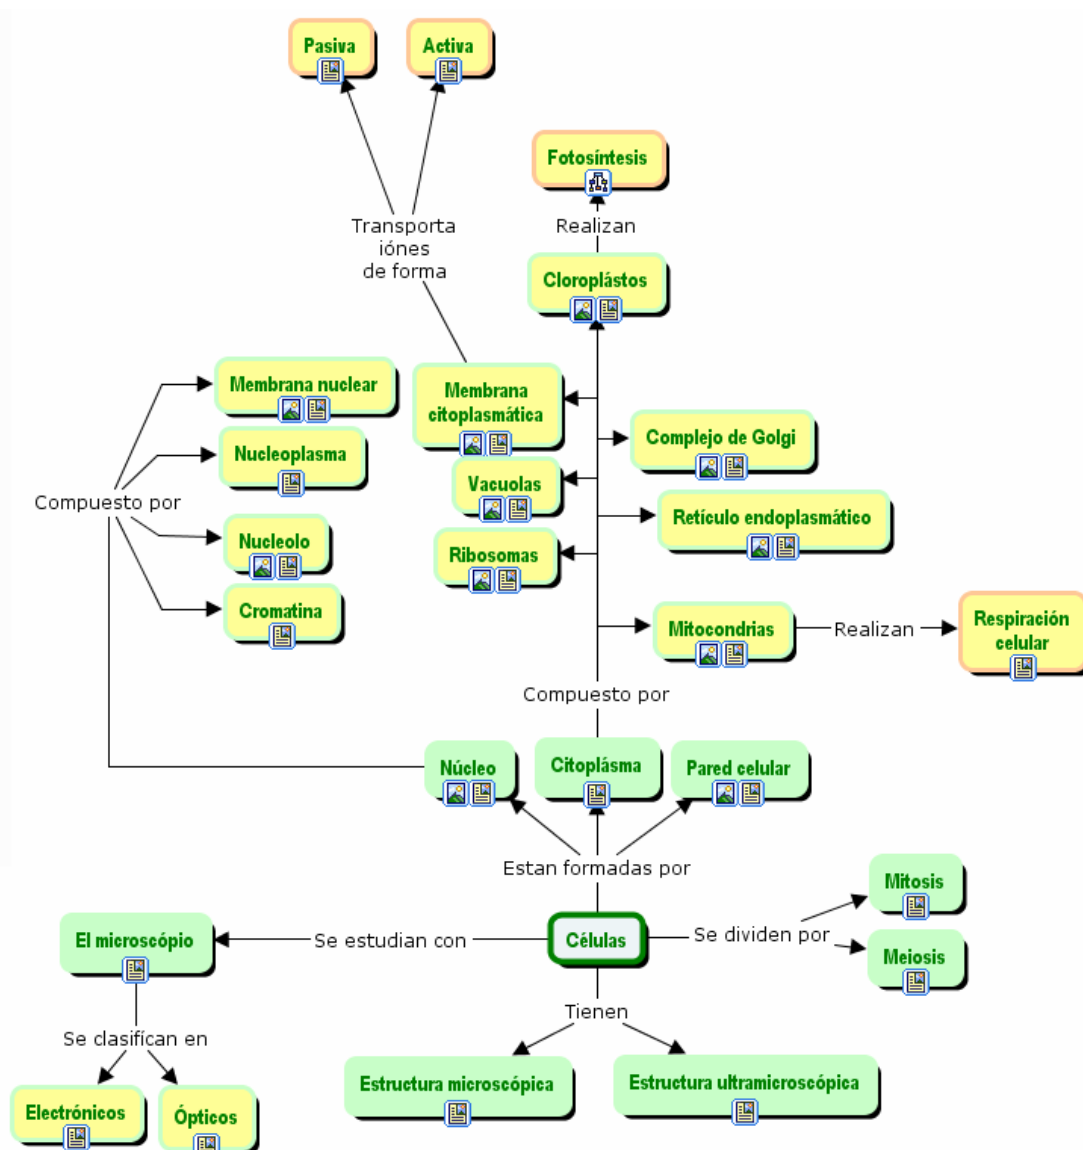 Pasiva
Activa
Fotosíntesis
Transporta
iónes
de forma
Realizan
Cloroplástos
Membrana nuclear
Membrana
citoplasmática
Complejo de Golgi
Nucleoplasma
Vacuolas
Compuesto por
Retículo endoplasmático
Nucleolo
Ribosomas
Cromatina
Mitocondrias
Realizan
Respiración
celular
Compuesto por
Núcleo
Citoplásma
Pared celular
Estan formadas por
Mitosis
El microscópio
Se estudian con
Células
Se dividen por
Meiosis
Tienen
Se clasifícan en
Estructura microscópica
Estructura ultramicroscópica
Electrónicos
Ópticos